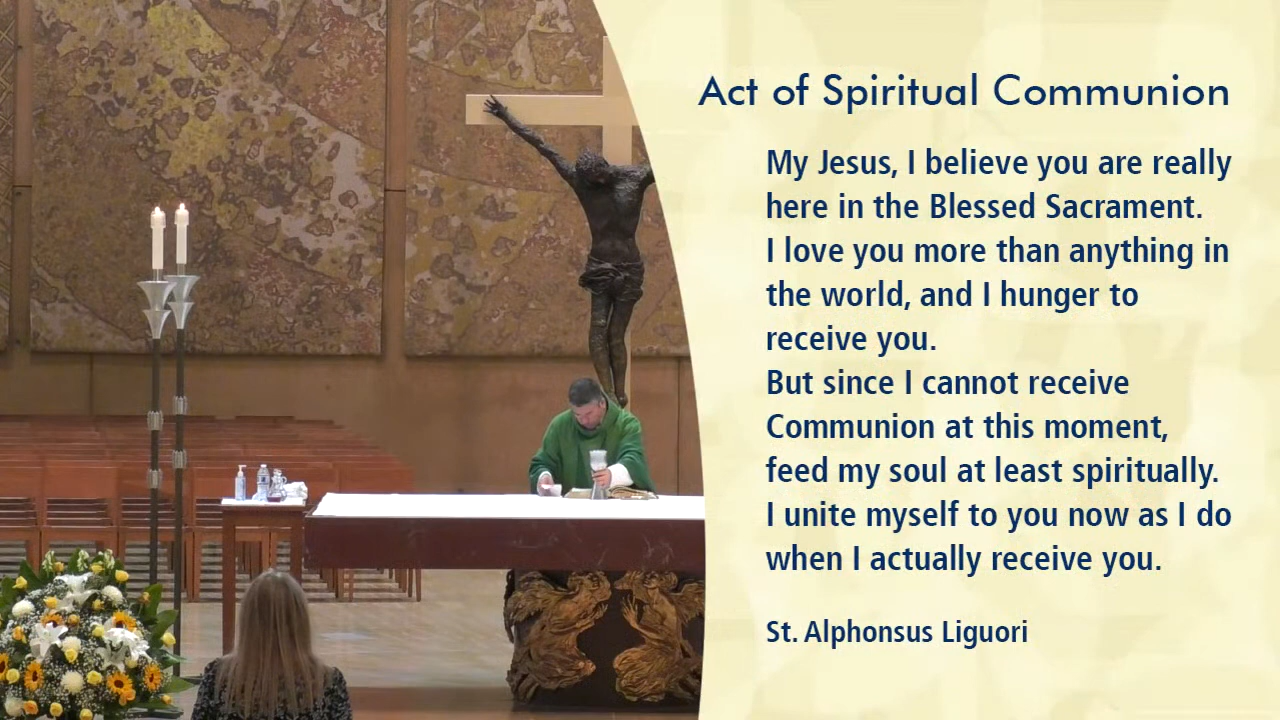 Act of Spiritual Communion
My Jesus, I believe you are really
here in the Blessed Sacrament.
I love you more than anything in
the world, and I hunger to
receive you.
But since I cannot receive
Communion at this moment,
feed my soul at least spiritually.
I unite myself to you now as I do
when I actually receive you.
St. Alphonsus Liguori